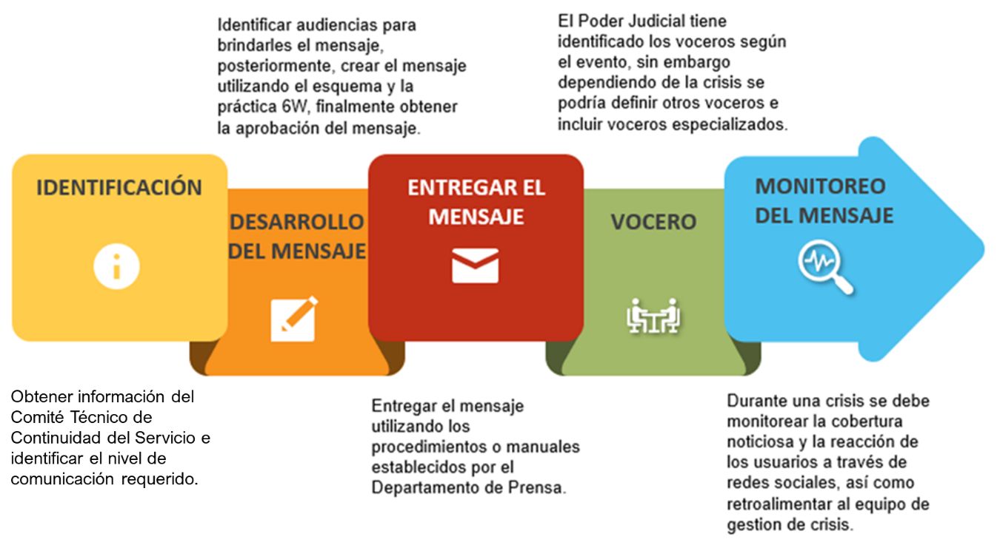 Identificar audiencias para
brindarles el mensaje,
posteriormente, crear el mensaje
utilizando el esquema y la
práctica 6W, finalmente obtener
la aprobación del mensaje.
El Poder Judicial tiene
identificado los voceros según
el evento, sin embargo
dependiendo de la crisis se
podría definir otros voceros e
incluir voceros especializados.
IDENTIFICACIÓN
DESARROLLO
DEL MENSAJE
ENTREGAR EL
MENSAJE
VOCERO
MONITOREO
DEL MENSAJE
Obtener información del
Comité Técnico de
Continuidad del Servicio e
identificar el nivel de
comunicación requerido.
Entregar el mensaje
utilizando los
procedimientos o manuales
establecidos por el
Departamento de Prensa.
Durante una crisis se debe
monitorear la cobertura
noticiosa y la reacción de
los usuarios a través de
redes sociales, así como
retroalimentar al equipo de
gestion de crisis.